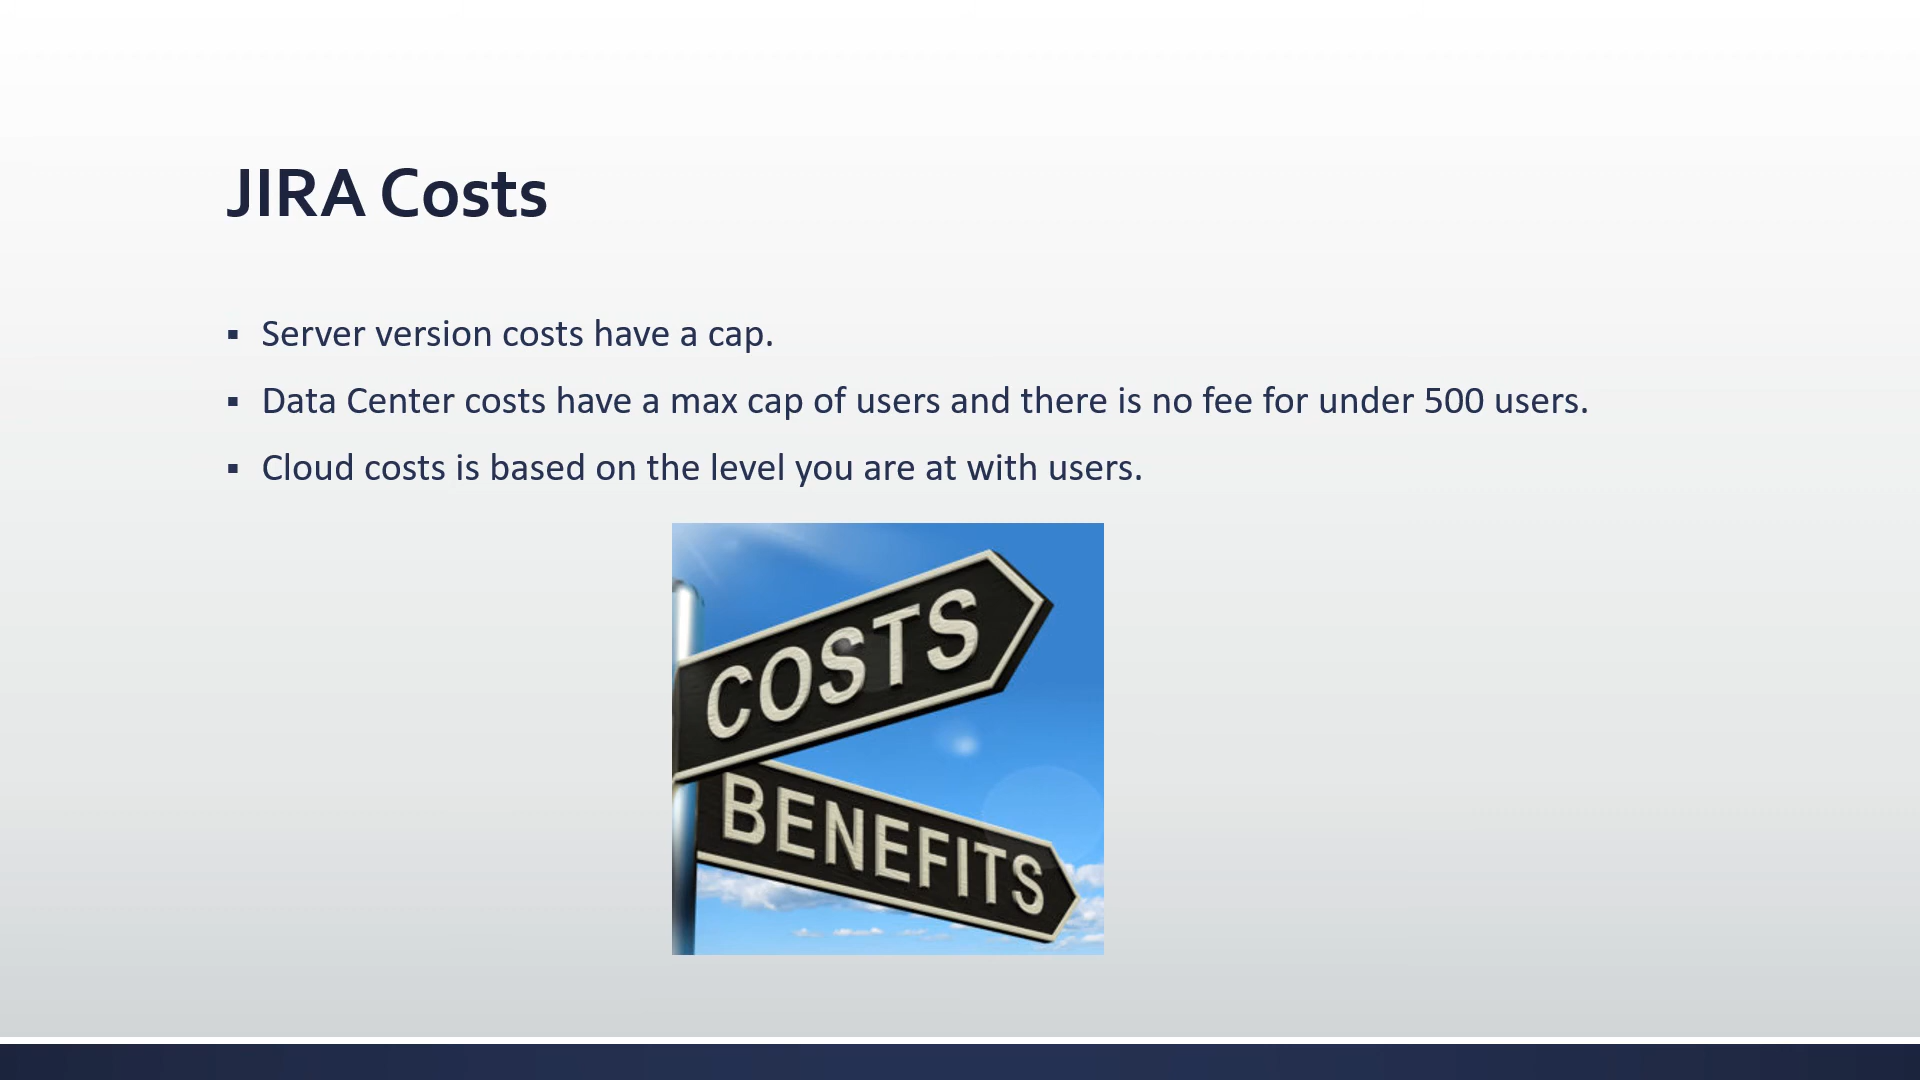 JIRA Costs
▪ Server version costs have a cap.
▪ Data Center costs have a max cap of users and there is no fee for under 500 users.
▪ Cloud costs is based on the level you are at with users.
COSTS
BENEFITS